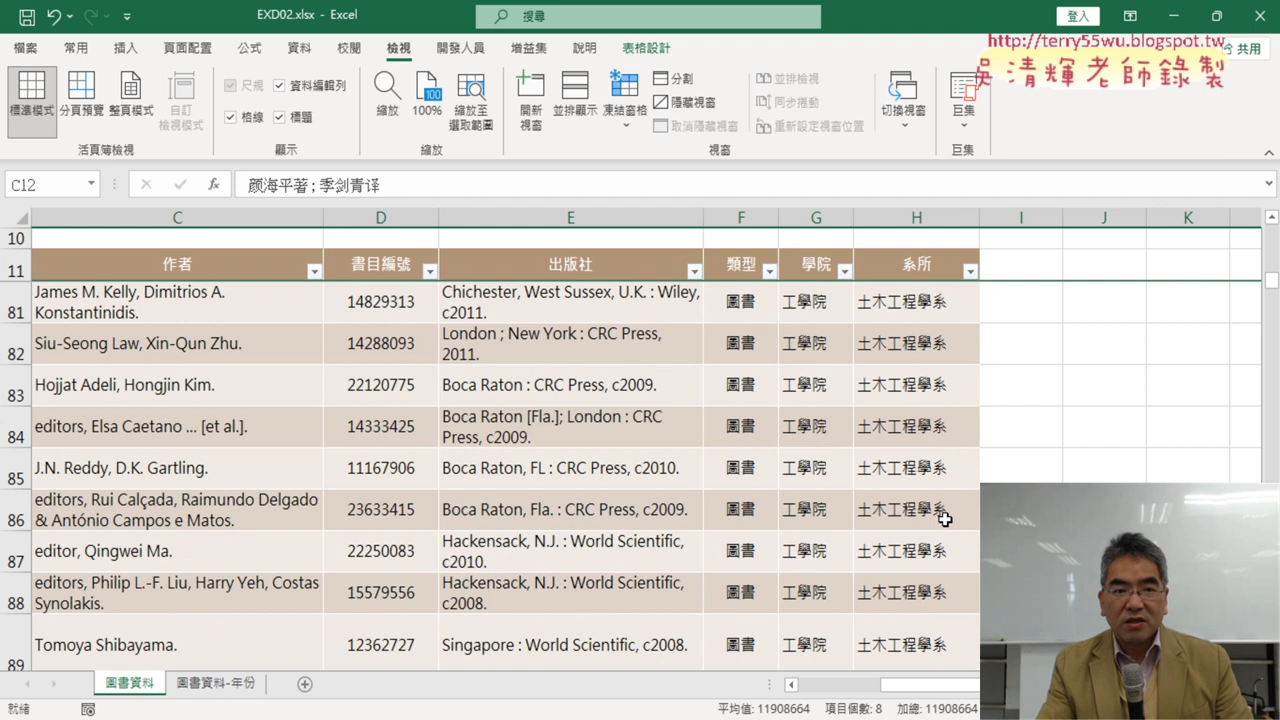 EXD02.xlsx - Excel
搜尋
登入
檔案 常用 插入 頁面配置 公式 資料 校閱 檢視 開發人員 增益集 說明 表格設計
共用
http://terry55wu.blogspot.tw
吳清輝老師錄製
標準模式 分頁預覽 整頁模式 自訂檢視模式
尺規 資料編輯列
格線 標題
縮放 100% 縮放至選取範圍
開新視窗 並排顯示 凍結窗格
分割
隱藏視窗
取消隱藏視窗
並排檢視
同步捲動
重新設定視窗位置
切換視窗
巨集
活頁簿檢視 顯示 縮放 視窗 巨集
C12 fx 颜海平著;季剑青译
C D E F G H I J K
10
11 作者 書目編號 出版社 類型 學院 系所
81 James M. Kelly, Dimitrios A. Konstantinidis. 14829313 Chichester, West Sussex, U.K. : Wiley, c2011. 圖書 工學院 土木工程學系
82 Siu-Seong Law, Xin-Qun Zhu. 14288093 London ; New York : CRC Press, 2011. 圖書 工學院 土木工程學系
83 Hojjat Adeli, Hongjin Kim. 22120775 Boca Raton : CRC Press, c2009. 圖書 工學院 土木工程學系
84 editors, Elsa Caetano ... [et al.]. 14333425 Boca Raton [Fla.]; London : CRC Press, c2009. 圖書 工學院 土木工程學系
85 J.N. Reddy, D.K. Gartling. 11167906 Boca Raton, FL : CRC Press, c2010. 圖書 工學院 土木工程學系
86 editors, Rui Calçada, Raimundo Delgado & António Campos e Matos. 23633415 Boca Raton, Fla. : CRC Press, c2009. 圖書 工學院 土木工程學系
87 editor, Qingwei Ma. 22250083 Hackensack, N.J. : World Scientific, c2010. 圖書 工學院 土木工程學系
88 editors, Philip L.-F. Liu, Harry Yeh, Costas Synolakis. 15579556 Hackensack, N.J. : World Scientific, c2008. 圖書 工學院 土木工程學系
89 Tomoya Shibayama. 12362727 Singapore : World Scientific, c2008. 圖書 工學院 土木工程學系
圖書資料 圖書資料-年份
就緒 平均值: 11908664 項目個數: 8 加總: 11908664